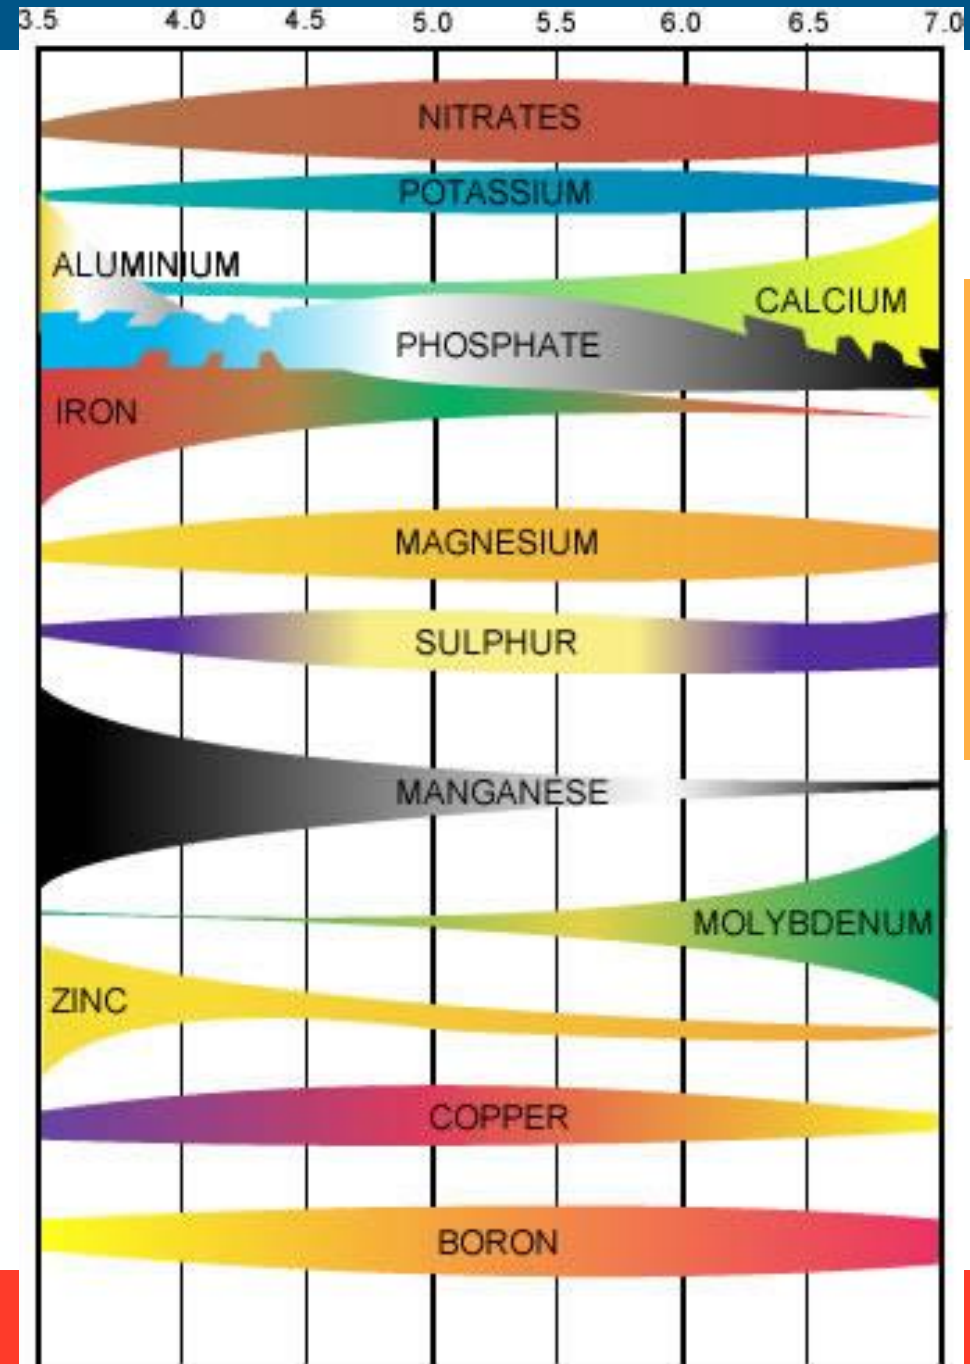 3.5 4.0 4.5 5.0 5.5 6.0 6.5 7.0
NITRATES
POTASSIUM
ALUMINIUM
CALCIUM
PHOSPHATE
IRON
MAGNESIUM
SULPHUR
MANGANESE
MOLYBDENUM
ZINC
COPPER
BORON